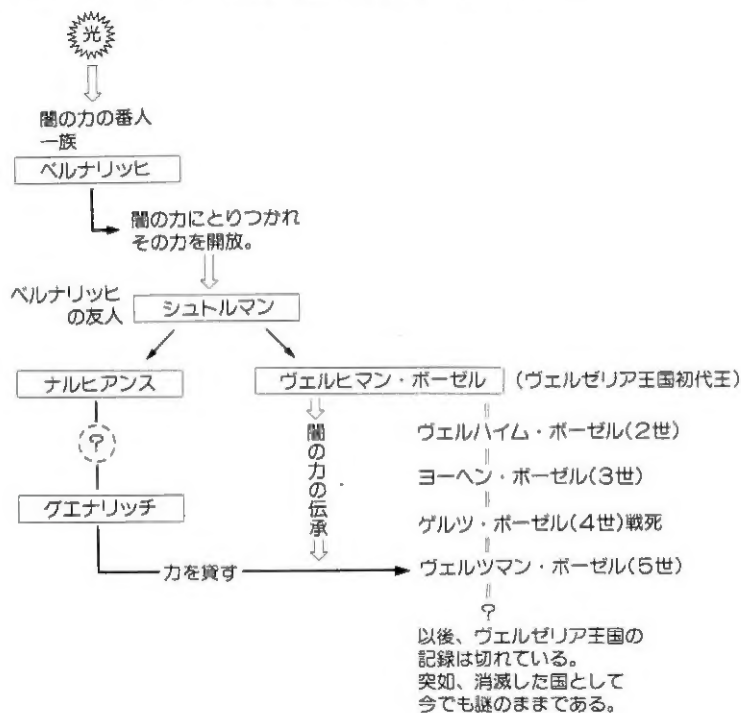 光
闇の力の番人
一族
ベルナリッヒ
闇の力にとりつかれ
その力を開放。
ベルナリッヒ
の友人
シュトルマン
ナルヒアンス
ヴェルヒマン・ボーゼル
(ヴェルゼリア王国初代王)
?
闇の力の伝承
ヴェルハイム・ボーゼル(2世)
ヨーヘン・ボーゼル(3世)
グエナリッチ
ゲルツ・ボーゼル(4世)戦死
力を貸す
ヴェルツマン・ボーゼル(5世)
?
以後、ヴェルゼリア王国の
記録は切れている。
突如、消滅した国として
今でも謎のままである。